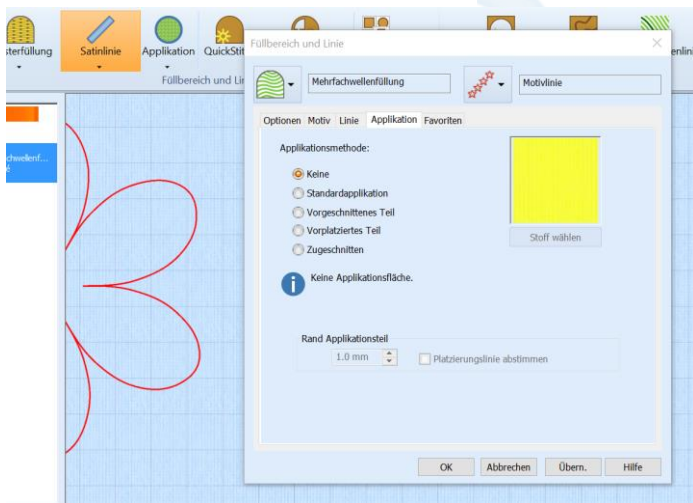 Satinlinie
Applikation
Füllbereich und Linie
Mehrfachwellenfüllung
Motivlinie
Optionen Motiv Linie Applikation Favoriten
Applikationsmethode:
Keine
Standardapplikation
Vorgeschnittenes Teil
Vorplatziertes Teil
Zugeschnitten
Stoff wählen
Keine Applikationsfläche.
Rand Applikationsteil
1.0 mm
Platzierungslinie abstimmen
OK Abbrechen Übern. Hilfe
Füllbereich und Li
sterfüllung
QuickStit
enlini
chwellenf...